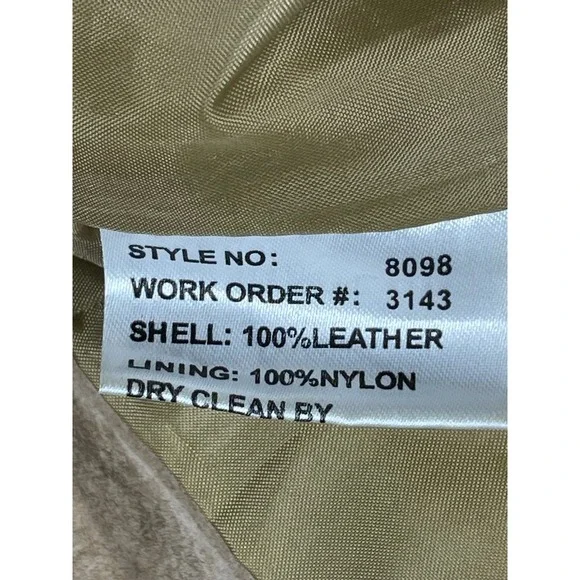 STYLE NO: 8098
WORK ORDER #: 3143
SHELL: 100%LEATHER
LINING: 100%NYLON
DRY CLEAN BY